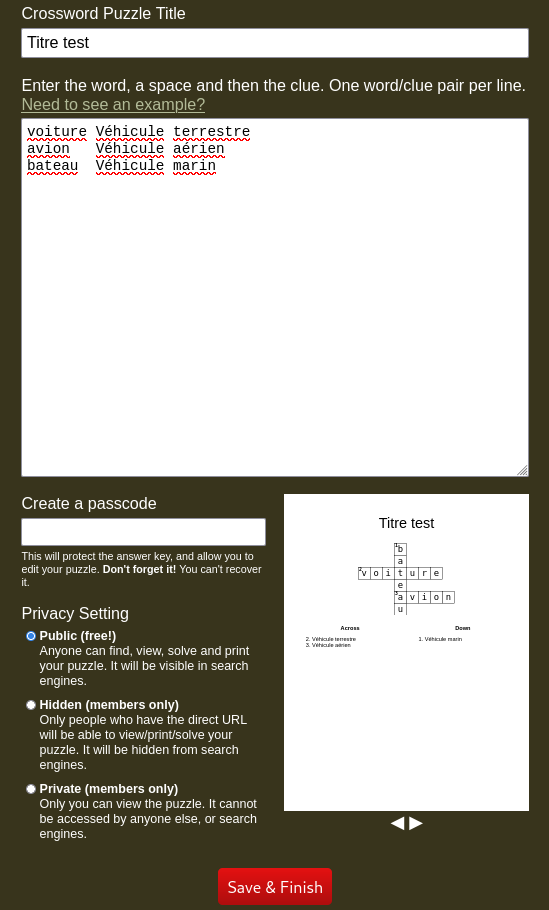 Crossword Puzzle Title
Titre test
Enter the word, a space and then the clue. One word/clue pair per line.
Need to see an example?
voiture Véhicule terrestre
avion   Véhicule aérien
bateau  Véhicule marin
Create a passcode
This will protect the answer key, and allow you to
edit your puzzle. Don't forget it! You can't recover
it.
Privacy Setting
Public (free!)
Anyone can find, view, solve and print
your puzzle. It will be visible in search
engines.
Hidden (members only)
Only people who have the direct URL
will be able to view/print/solve your
puzzle. It will be hidden from search
engines.
Private (members only)
Only you can view the puzzle. It cannot
be accessed by anyone else, or search
engines.
Titre test
1 b
a
2 v o i t u r e
e
3 a v i o n
u
Across
2. Véhicule terrestre
3. Véhicule aérien
Down
1. Véhicule marin
Save & Finish